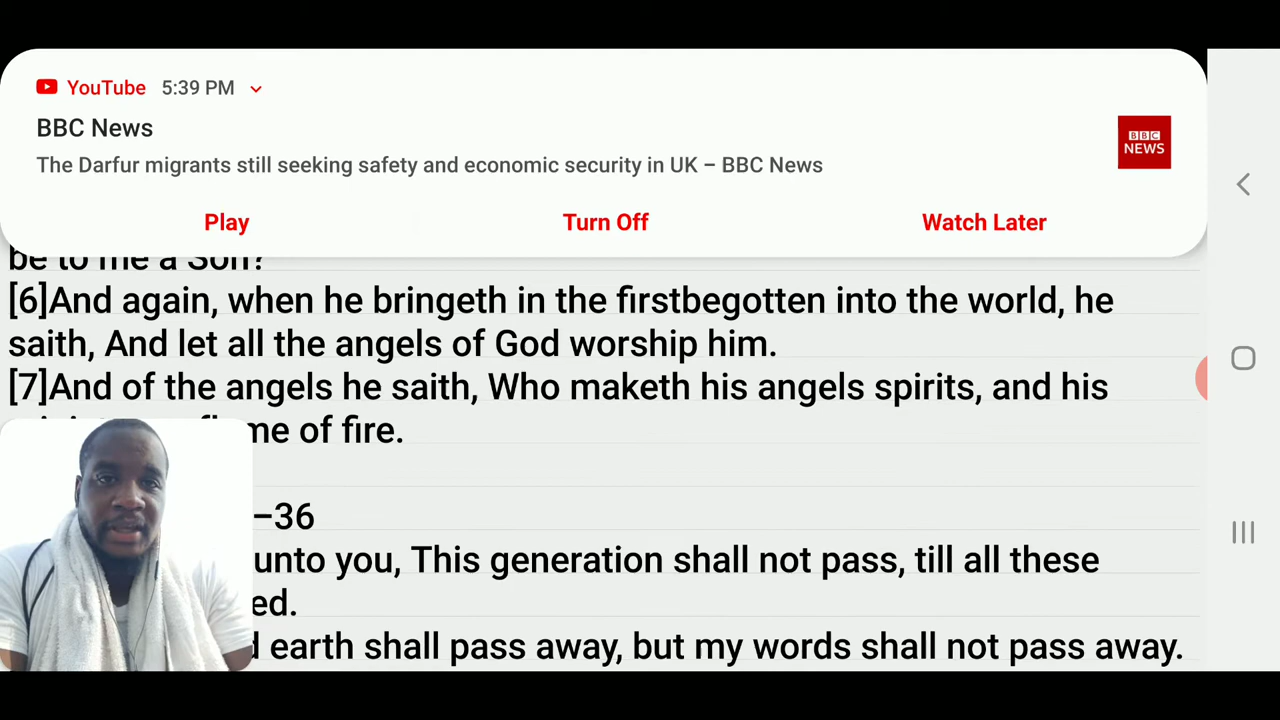 YouTube 5:39 PM
BBC News
BBC NEWS
The Darfur migrants still seeking safety and economic security in UK – BBC News
Play Turn Off Watch Later
be to me a Son?
[6]And again, when he bringeth in the firstbegotten into the world, he
saith, And let all the angels of God worship him.
[7]And of the angels he saith, Who maketh his angels spirits, and his
me of fire.
–36
unto you, This generation shall not pass, till all these
ed.
earth shall pass away, but my words shall not pass away.